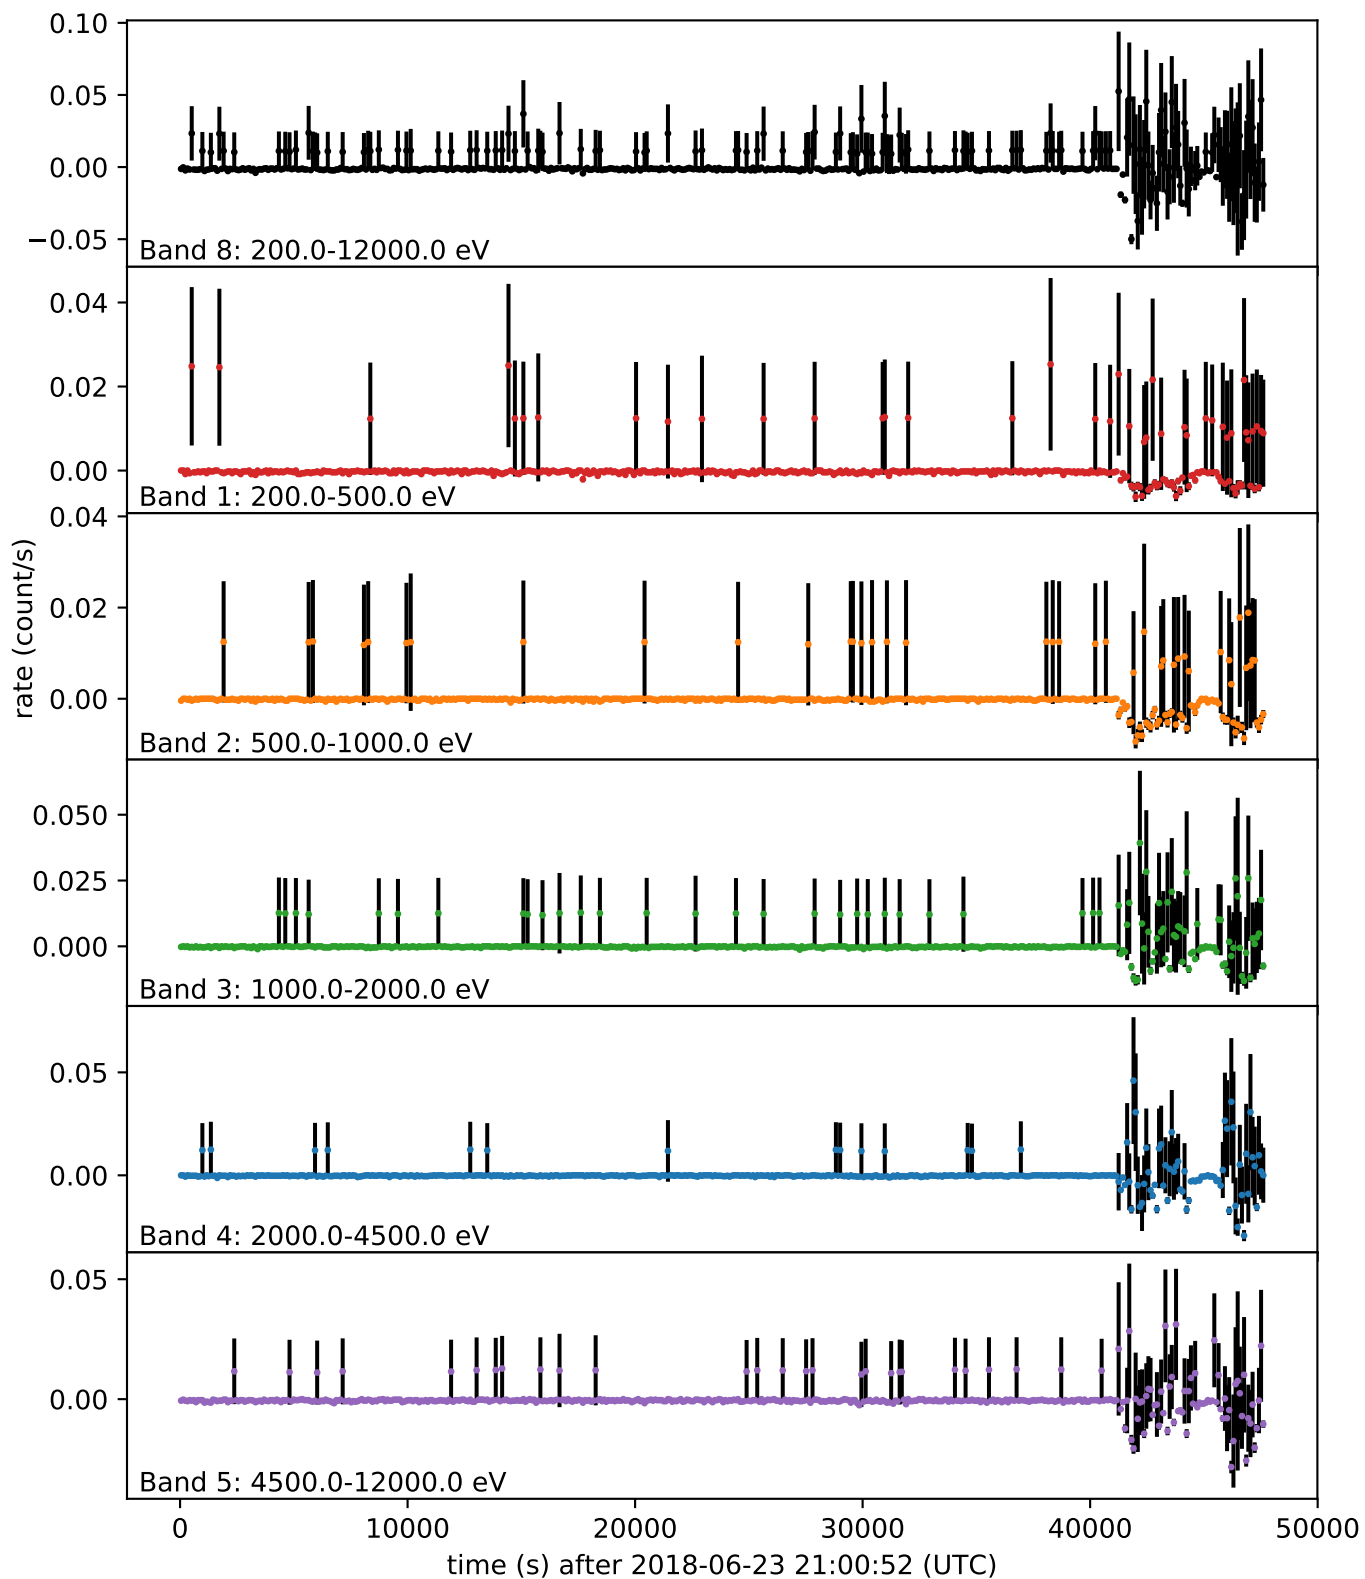 0.10
0.05
0.00
−0.05
Band 8: 200.0-12000.0 eV
0.04
0.02
0.00
Band 1: 200.0-500.0 eV
0.04
0.02
0.00
Band 2: 500.0-1000.0 eV
rate (count/s)
0.050
0.025
0.000
Band 3: 1000.0-2000.0 eV
0.05
0.00
Band 4: 2000.0-4500.0 eV
0.05
0.00
Band 5: 4500.0-12000.0 eV
0 10000 20000 30000 40000 50000
time (s) after 2018-06-23 21:00:52 (UTC)